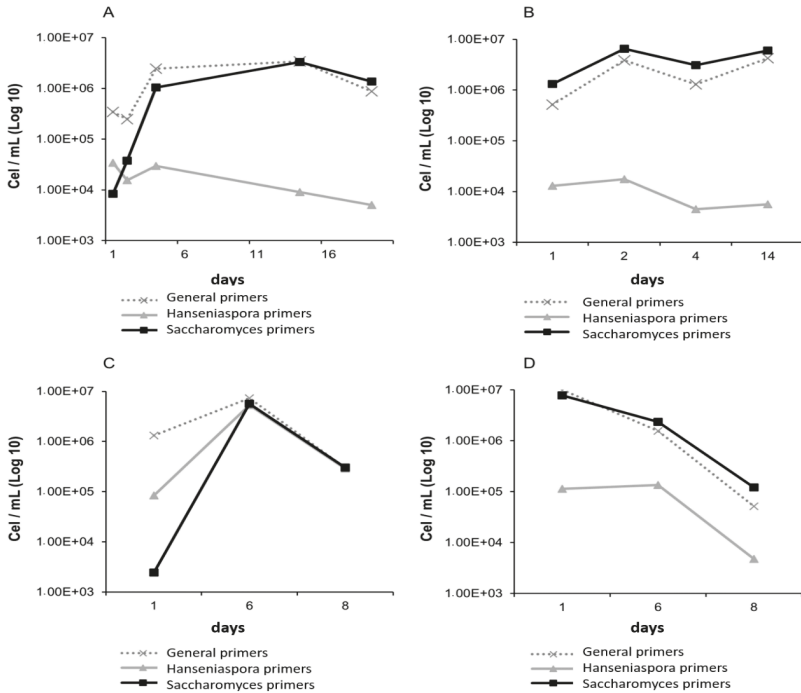 A
Cel / mL (Log 10)
1.00E+07
1.00E+06
1.00E+05
1.00E+04
1.00E+03
1 6 11 16
days
General primers
Hanseniaspora primers
Saccharomyces primers
B
Cel / mL (Log 10)
1.00E+07
1.00E+06
1.00E+05
1.00E+04
1.00E+03
1 2 4 14
days
General primers
Hanseniaspora primers
Saccharomyces primers
C
Cel / mL (Log 10)
1.00E+07
1.00E+06
1.00E+05
1.00E+04
1.00E+03
1 6 8
days
General primers
Hanseniaspora primers
Saccharomyces primers
D
Cel / mL (Log 10)
1.00E+07
1.00E+06
1.00E+05
1.00E+04
1.00E+03
1 6 8
days
General primers
Hanseniaspora primers
Saccharomyces primers